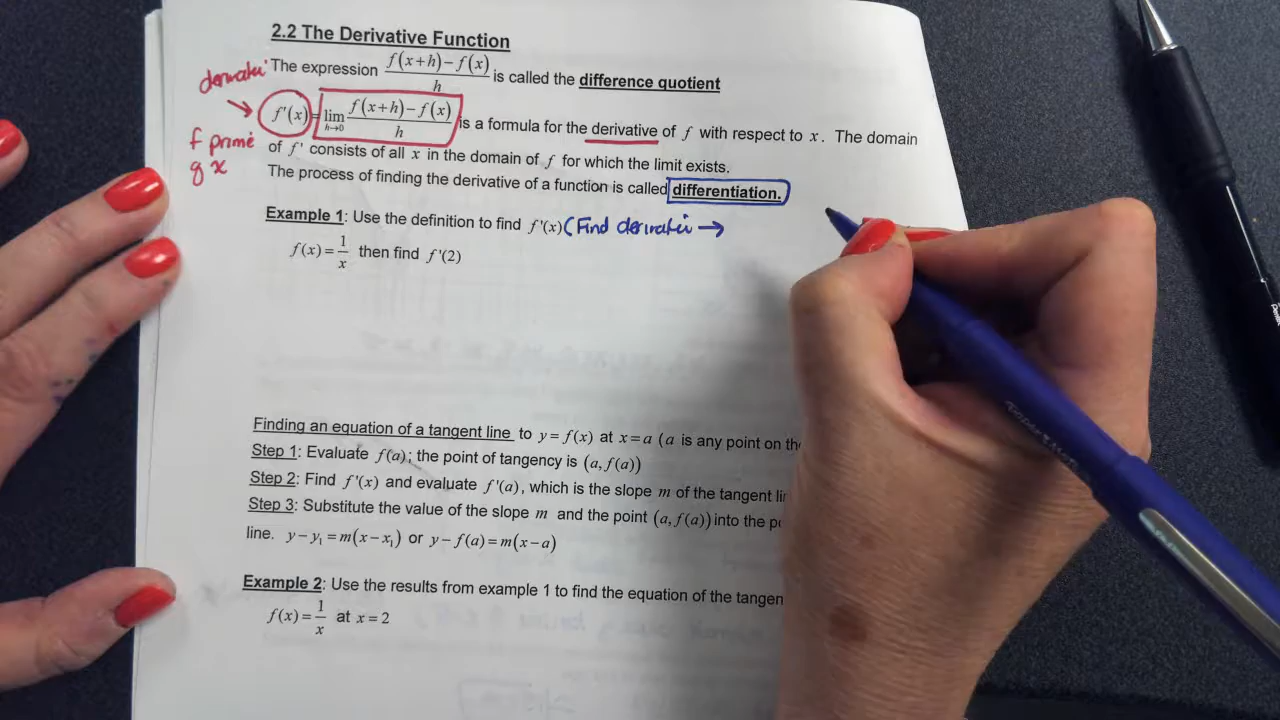 2.2 The Derivative Function
The expression f(x+h)−f(x)/h is called the difference quotient
f'(x) = lim h→0 f(x+h)−f(x)/h is a formula for the derivative of f with respect to x. The domain
f prime
of f' consists of all x in the domain of f for which the limit exists.
g x
The process of finding the derivative of a function is called differentiation.
Example 1: Use the definition to find f'(x) (Find →
f(x) = 1/x then find f'(2)
Finding an equation of a tangent line to y = f(x) at x = a (a is any point on
Step 1: Evaluate f(a); the point of tangency is (a, f(a))
Step 2: Find f'(x) and evaluate f'(a), which is the slope m of the tangent
Step 3: Substitute the value of the slope m and the point (a, f(a)) into the
line. y − y₁ = m(x − x₁) or y − f(a) = m(x − a)
Example 2: Use the results from example 1 to find the equation of the
f(x) = 1/x at x = 2